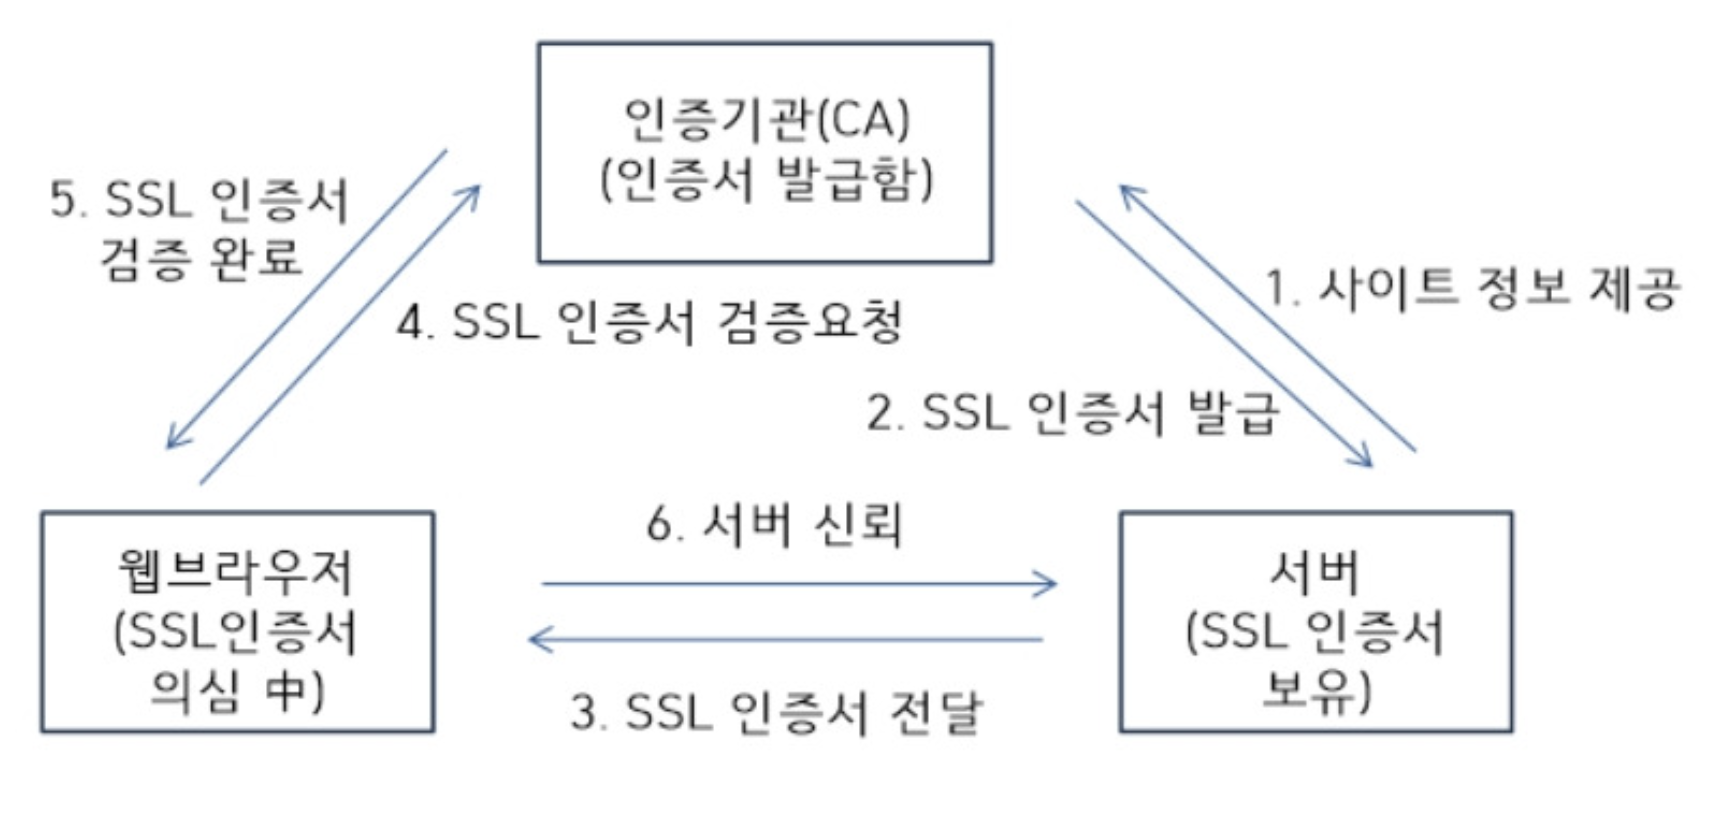 인증기관(CA)
(인증서 발급함)
5. SSL 인증서
검증 완료
4. SSL 인증서 검증요청
1. 사이트 정보 제공
2. SSL 인증서 발급
6. 서버 신뢰
웹브라우저
(SSL인증서
의심 中)
서버
(SSL 인증서
보유)
3. SSL 인증서 전달